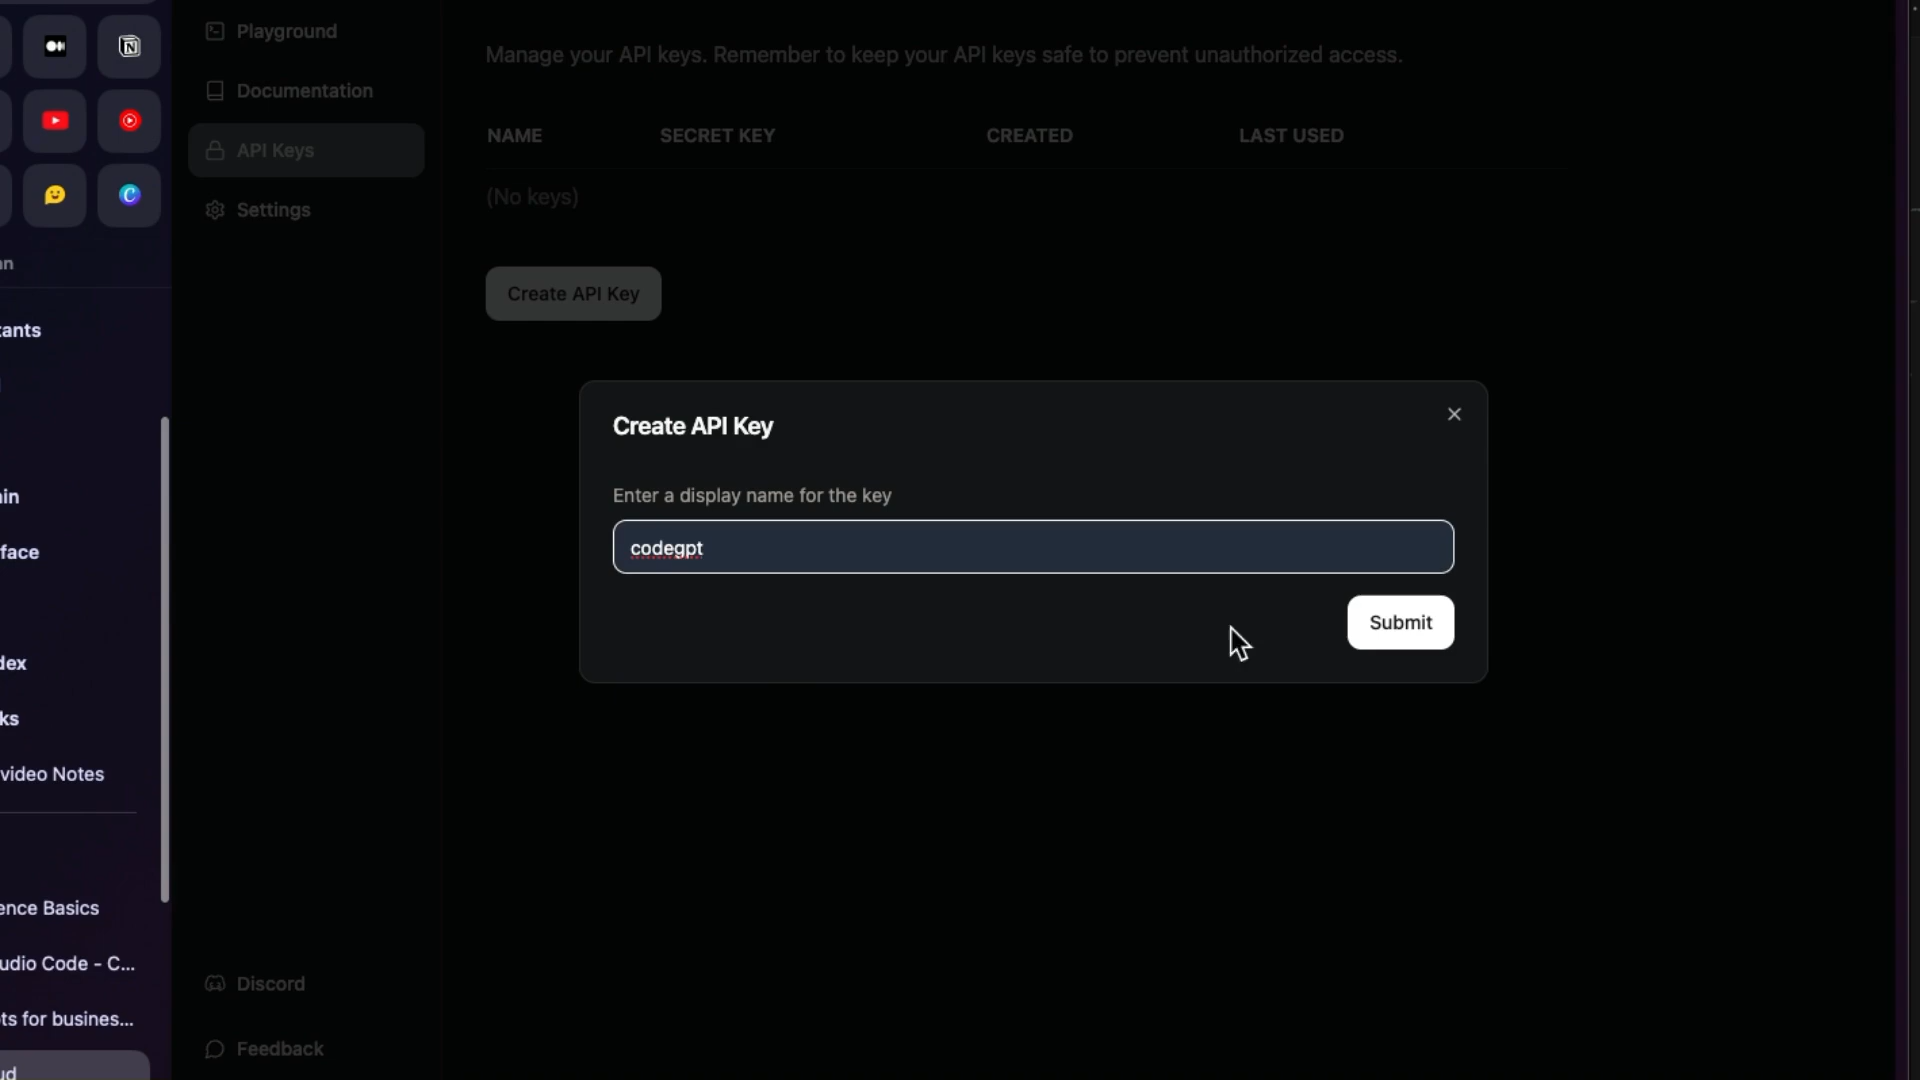 Playground
Documentation
API Keys
Settings
Discord
Feedback
Manage your API keys. Remember to keep your API keys safe to prevent unauthorized access.
NAME SECRET KEY CREATED LAST USED
(No keys)
Create API Key
Create API Key
Enter a display name for the key
codegpt
Submit
an
tants
in
face
dex
ks
video Notes
ence Basics
udio Code - C...
ts for busines...
ud